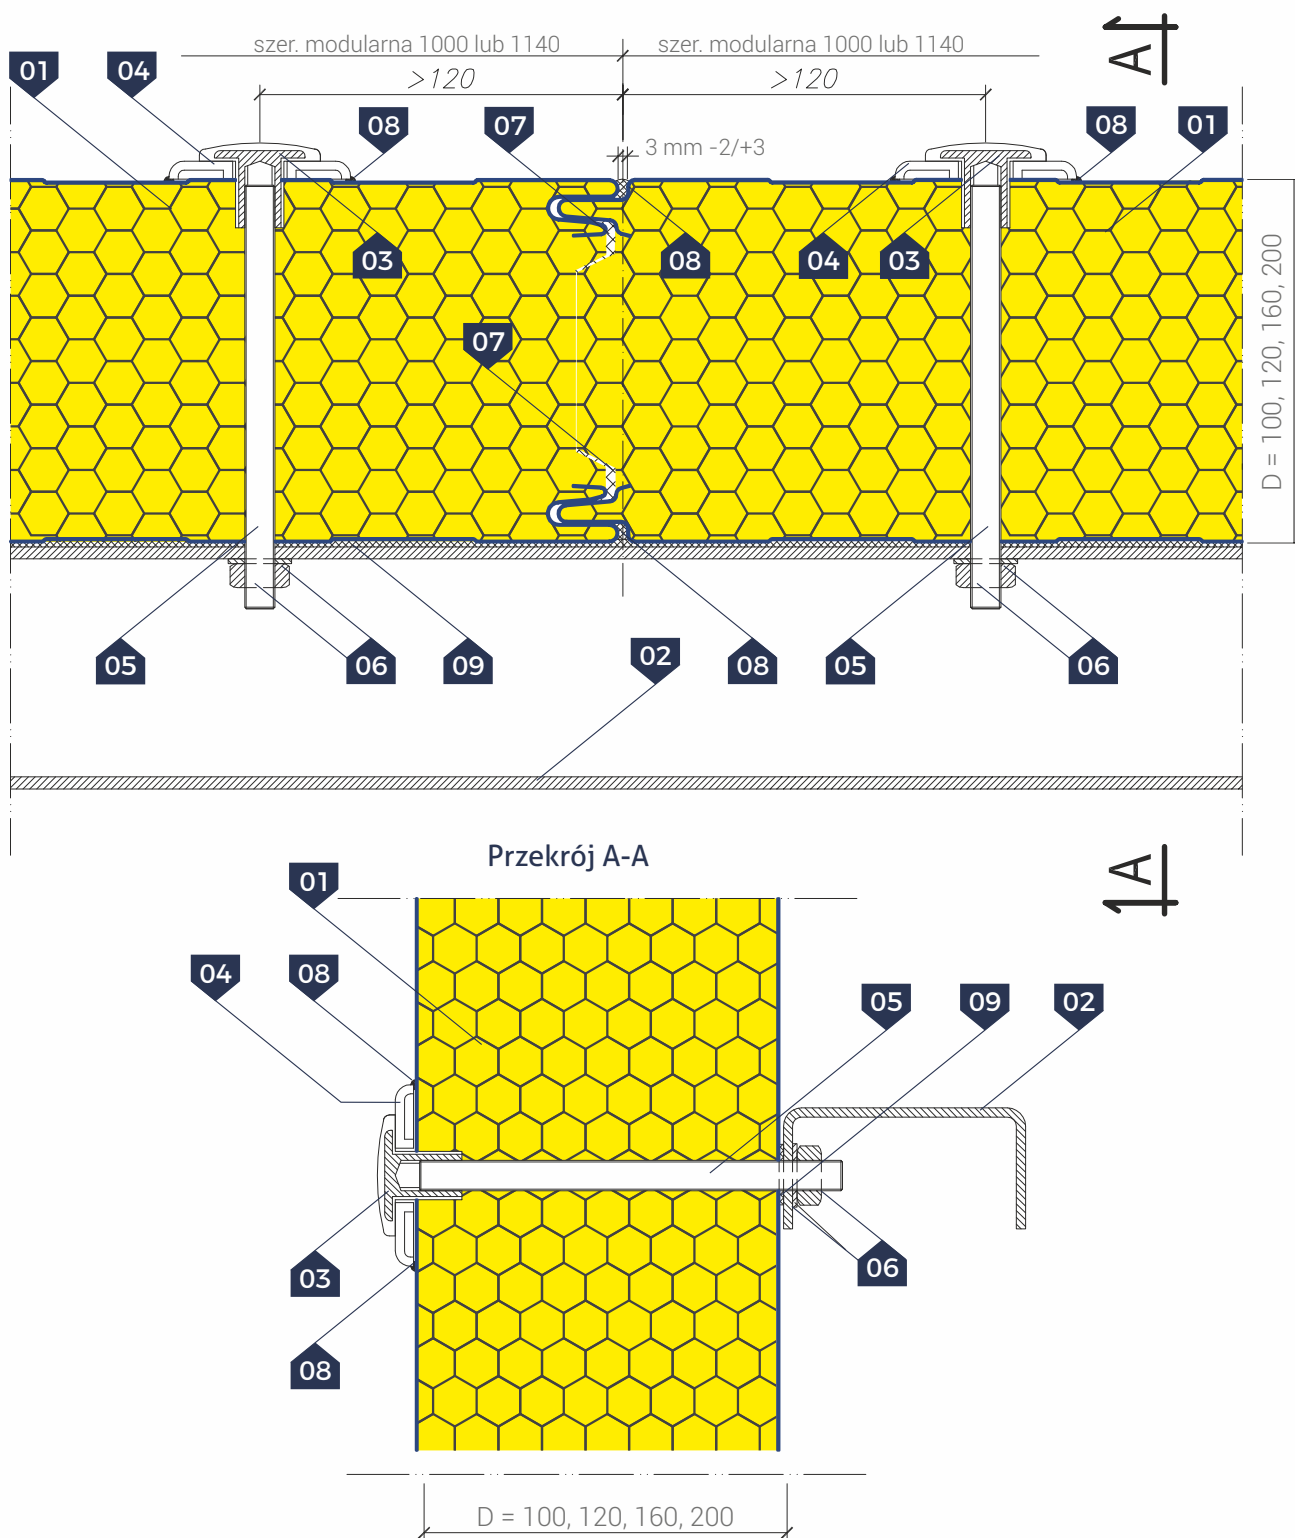 szer. modularna 1000 lub 1140 szer. modularna 1000 lub 1140
A
01 04 >120 >120
08 07 08 01
3 mm -2/+3
03 08 04 03
07
D = 100, 120, 160, 200
05 06 09 02 08 05 06
Przekrój A-A
A
01
04 08 05 09 02
03 06
08
D = 100, 120, 160, 200